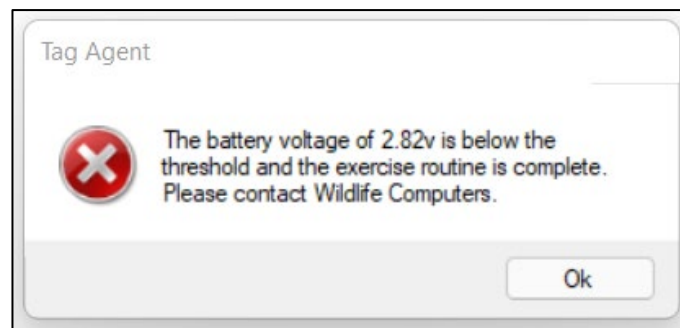 Tag Agent
The battery voltage of 2.82v is below the
threshold and the exercise routine is complete.
Please contact Wildlife Computers.
Ok